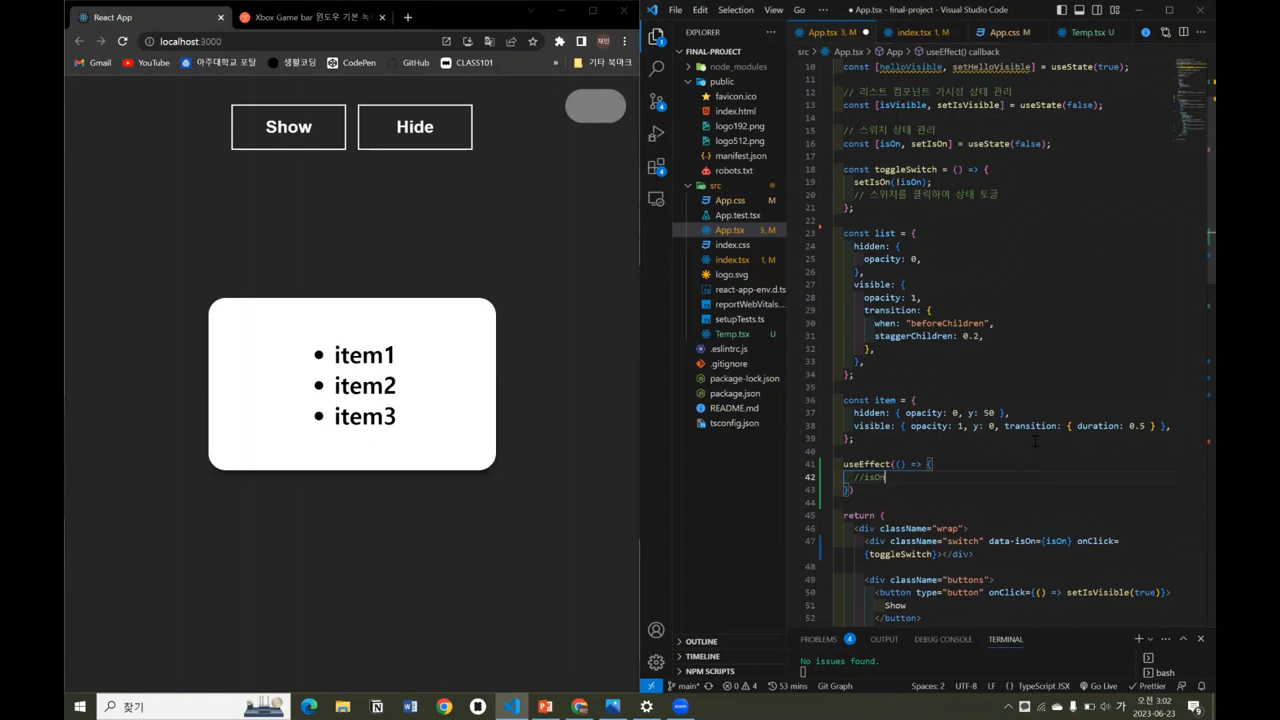 React App
Xbox Game bar 윈도우 기본 녹
localhost:3000
Gmail
YouTube
아주대학교 포탈
생활코딩
CodePen
GitHub
CLASS101
»
기타 북마크
Show
Hide
item1
item2
item3
File
Edit
Selection
View
Go
App.tsx - final-project - Visual Studio Code
EXPLORER
App.tsx 3, M
index.tsx 1, M
App.css M
Temp.tsx U
src > App.tsx > App > useEffect() callback
FINAL-PROJECT
node_modules
public
favicon.ico
index.html
logo192.png
logo512.png
manifest.json
robots.txt
src
App.css M
App.test.tsx
App.tsx 3, M
index.css
index.tsx 1, M
logo.svg
react-app-env.d.ts
reportWebVitals....
setupTests.ts
Temp.tsx U
.eslintrc.js
.gitignore
package-lock.json
package.json
README.md
tsconfig.json
OUTLINE
TIMELINE
NPM SCRIPTS
10 const [helloVisible, setHelloVisible] = useState(true);
11
12 // 리스트 컴포넌트 가시성 상태 관리
13 const [isVisible, setIsVisible] = useState(false);
14
15 // 스위치 상태 관리
16 const [isOn, setIsOn] = useState(false);
17
18 const toggleSwitch = () => {
19 setIsOn(!isOn);
20 // 스위치를 클릭하여 상태 토글
21 };
22
23 const list = {
24 hidden: {
25 opacity: 0,
26 },
27 visible: {
28 opacity: 1,
29 transition: {
30 when: "beforeChildren",
31 staggerChildren: 0.2,
32 },
33 },
34 };
35
36 const item = {
37 hidden: { opacity: 0, y: 50 },
38 visible: { opacity: 1, y: 0, transition: { duration: 0.5 } },
39 };
40
41 useEffect(() => {
42 //isOn
43 })
44
45 return (
46 <div className="wrap">
47 <div className="switch" data-isOn={isOn} onClick=
{toggleSwitch}></div>
48
49 <div className="buttons">
50 <button type="button" onClick={() => setIsVisible(true)}>
51 Show
52 </button>
PROBLEMS 4
OUTPUT
DEBUG CONSOLE
TERMINAL
No issues found.
bash
main*
0 4
53 mins
Git Graph
Spaces: 2
UTF-8
LF
TypeScript JSX
Go Live
Prettier
찾기
가
오전 3:02
2023-06-23